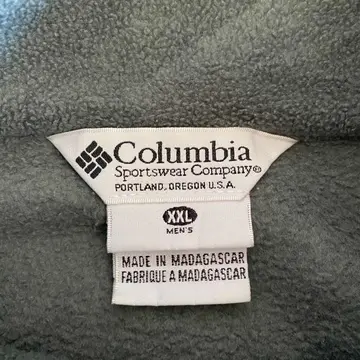 Columbia
Sportswear Company®
PORTLAND, OREGON U.S.A.
XXL
MEN'S
MADE IN MADAGASCAR
FABRIQUE A MADAGASCAR